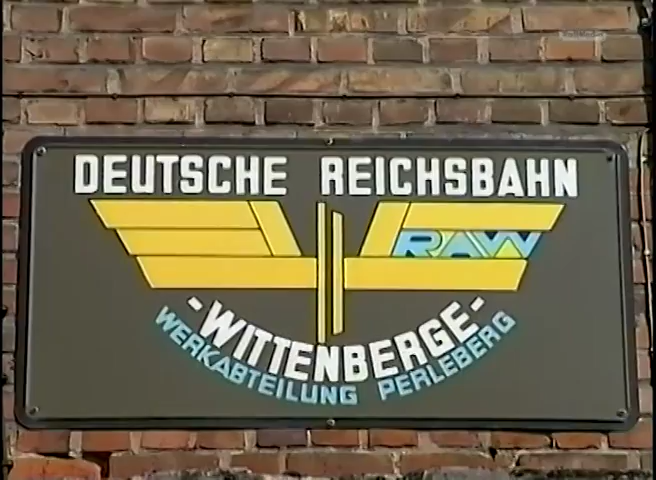 DEUTSCHE REICHSBAHN
RAW
-WITTENBERGE-
WERKABTEILUNG PERLEBERG